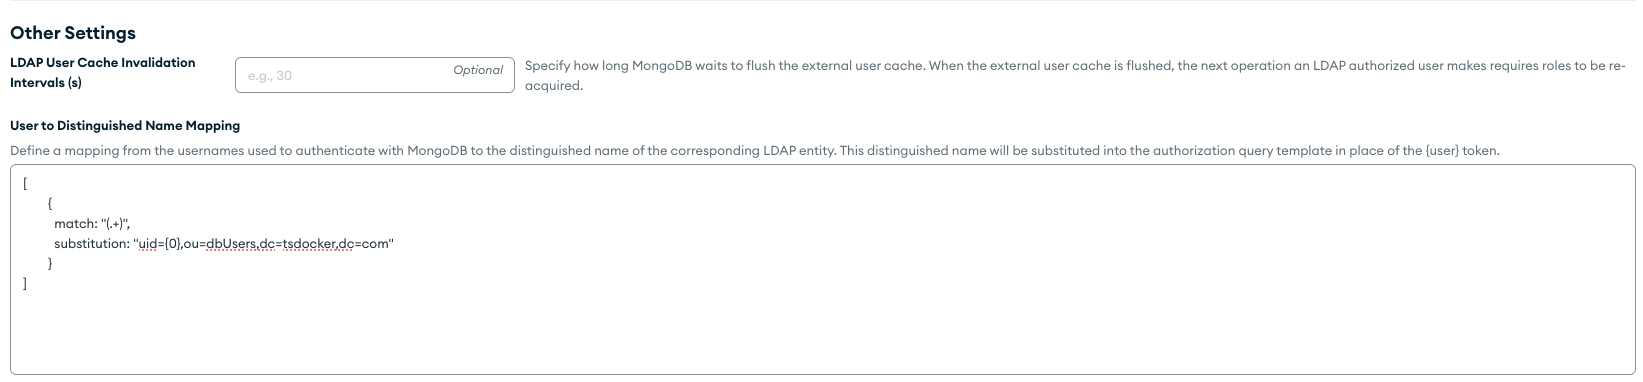 Other Settings
LDAP User Cache Invalidation
Intervals (s)
e.g., 30
Optional
Specify how long MongoDB waits to flush the external user cache. When the external user cache is flushed, the next operation an LDAP authorized user makes requires roles to be re-
acquired.
User to Distinguished Name Mapping
Define a mapping from the usernames used to authenticate with MongoDB to the distinguished name of the corresponding LDAP entity. This distinguished name will be substituted into the authorization query template in place of the {user} token.
[
{
match: "(.+)",
substitution: "uid={0},ou=dbUsers,dc=tsdocker,dc=com"
}
]